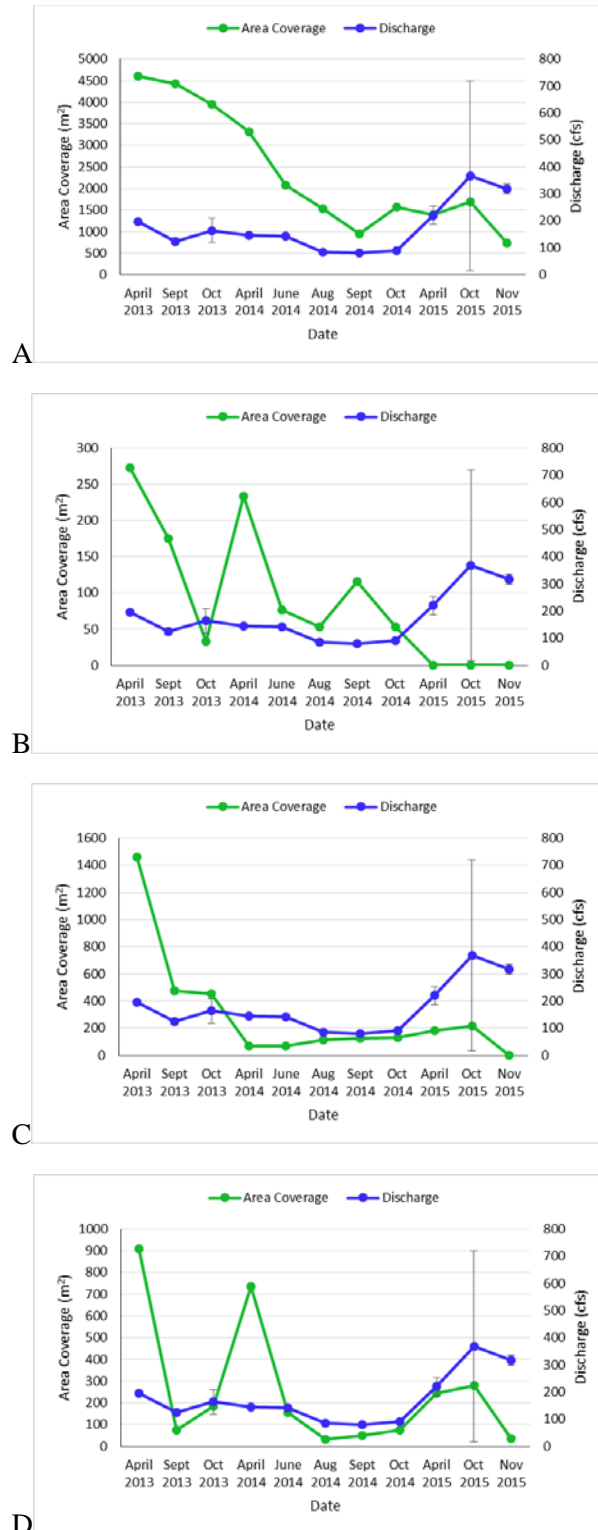 Area Coverage Discharge
5000 800
4500 700
4000 600
3500 500
3000
2500 400
2000 300
1500 200
1000 100
500
0 0
Area Coverage (m²)
Discharge (cfs)
April Sept Oct April June Aug Sept Oct April Oct Nov
2013 2013 2013 2014 2014 2014 2014 2014 2015 2015 2015
Date
A
Area Coverage Discharge
300 800
250 700
200 600
150 500
100 400
50 300
0 200
100
0
Area Coverage (m²)
Discharge (cfs)
April Sept Oct April June Aug Sept Oct April Oct Nov
2013 2013 2013 2014 2014 2014 2014 2014 2015 2015 2015
Date
B
Area Coverage Discharge
1600 800
1400 700
1200 600
1000 500
800 400
600 300
400 200
200 100
0 0
Area Coverage (m²)
Discharge (cfs)
April Sept Oct April June Aug Sept Oct April Oct Nov
2013 2013 2013 2014 2014 2014 2014 2014 2015 2015 2015
Date
C
Area Coverage Discharge
1000 800
900 700
800 600
700 500
600 400
500 300
400 200
300 100
200 0
100
0
Area Coverage (m²)
Discharge (cfs)
April Sept Oct April June Aug Sept Oct April Oct Nov
2013 2013 2013 2014 2014 2014 2014 2014 2015 2015 2015
Date
D